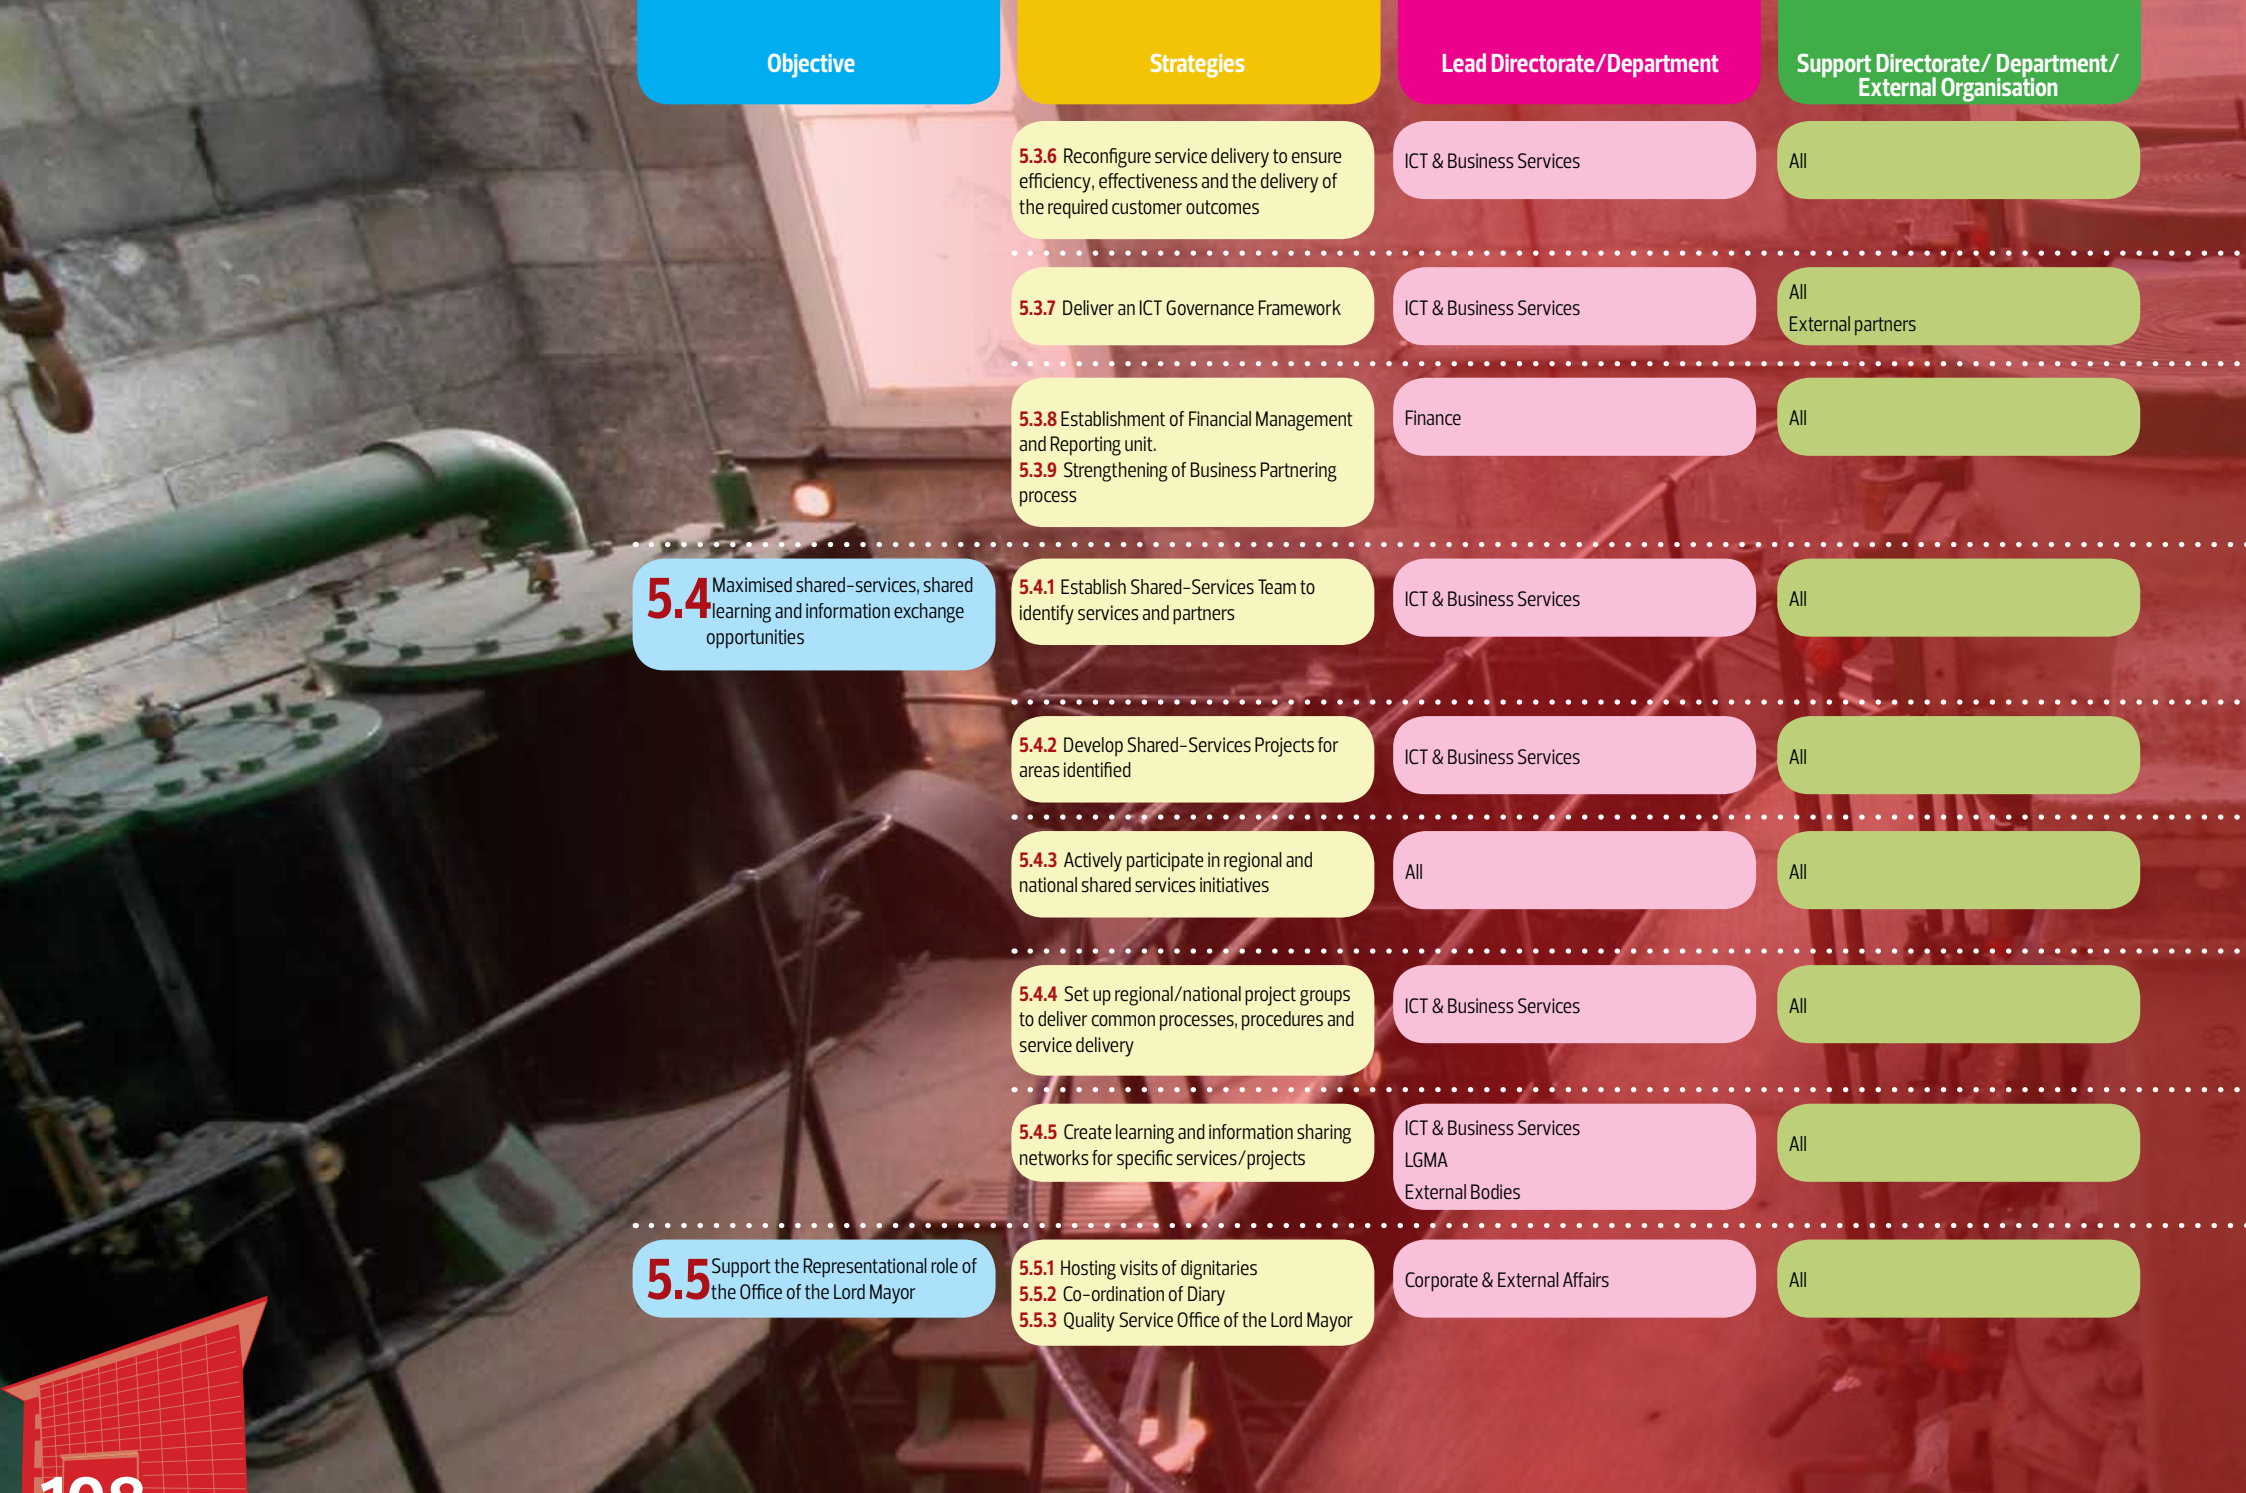 Objective
Strategies
Lead Directorate/Department
Support Directorate/ Department/
External Organisation
5.3.6 Reconfigure service delivery to ensure
efficiency, effectiveness and the delivery of
the required customer outcomes
ICT & Business Services
All
5.3.7 Deliver an ICT Governance Framework
ICT & Business Services
All
External partners
5.3.8 Establishment of Financial Management
and Reporting unit.
5.3.9 Strengthening of Business Partnering
process
Finance
All
5.4 Maximised shared-services, shared
learning and information exchange
opportunities
5.4.1 Establish Shared-Services Team to
identify services and partners
ICT & Business Services
All
5.4.2 Develop Shared-Services Projects for
areas identified
ICT & Business Services
All
5.4.3 Actively participate in regional and
national shared services initiatives
All
All
5.4.4 Set up regional/national project groups
to deliver common processes, procedures and
service delivery
ICT & Business Services
All
5.4.5 Create learning and information sharing
networks for specific services/projects
ICT & Business Services
LGMA
External Bodies
All
5.5 Support the Representational role of
the Office of the Lord Mayor
5.5.1 Hosting visits of dignitaries
5.5.2 Co-ordination of Diary
5.5.3 Quality Service Office of the Lord Mayor
Corporate & External Affairs
All
108